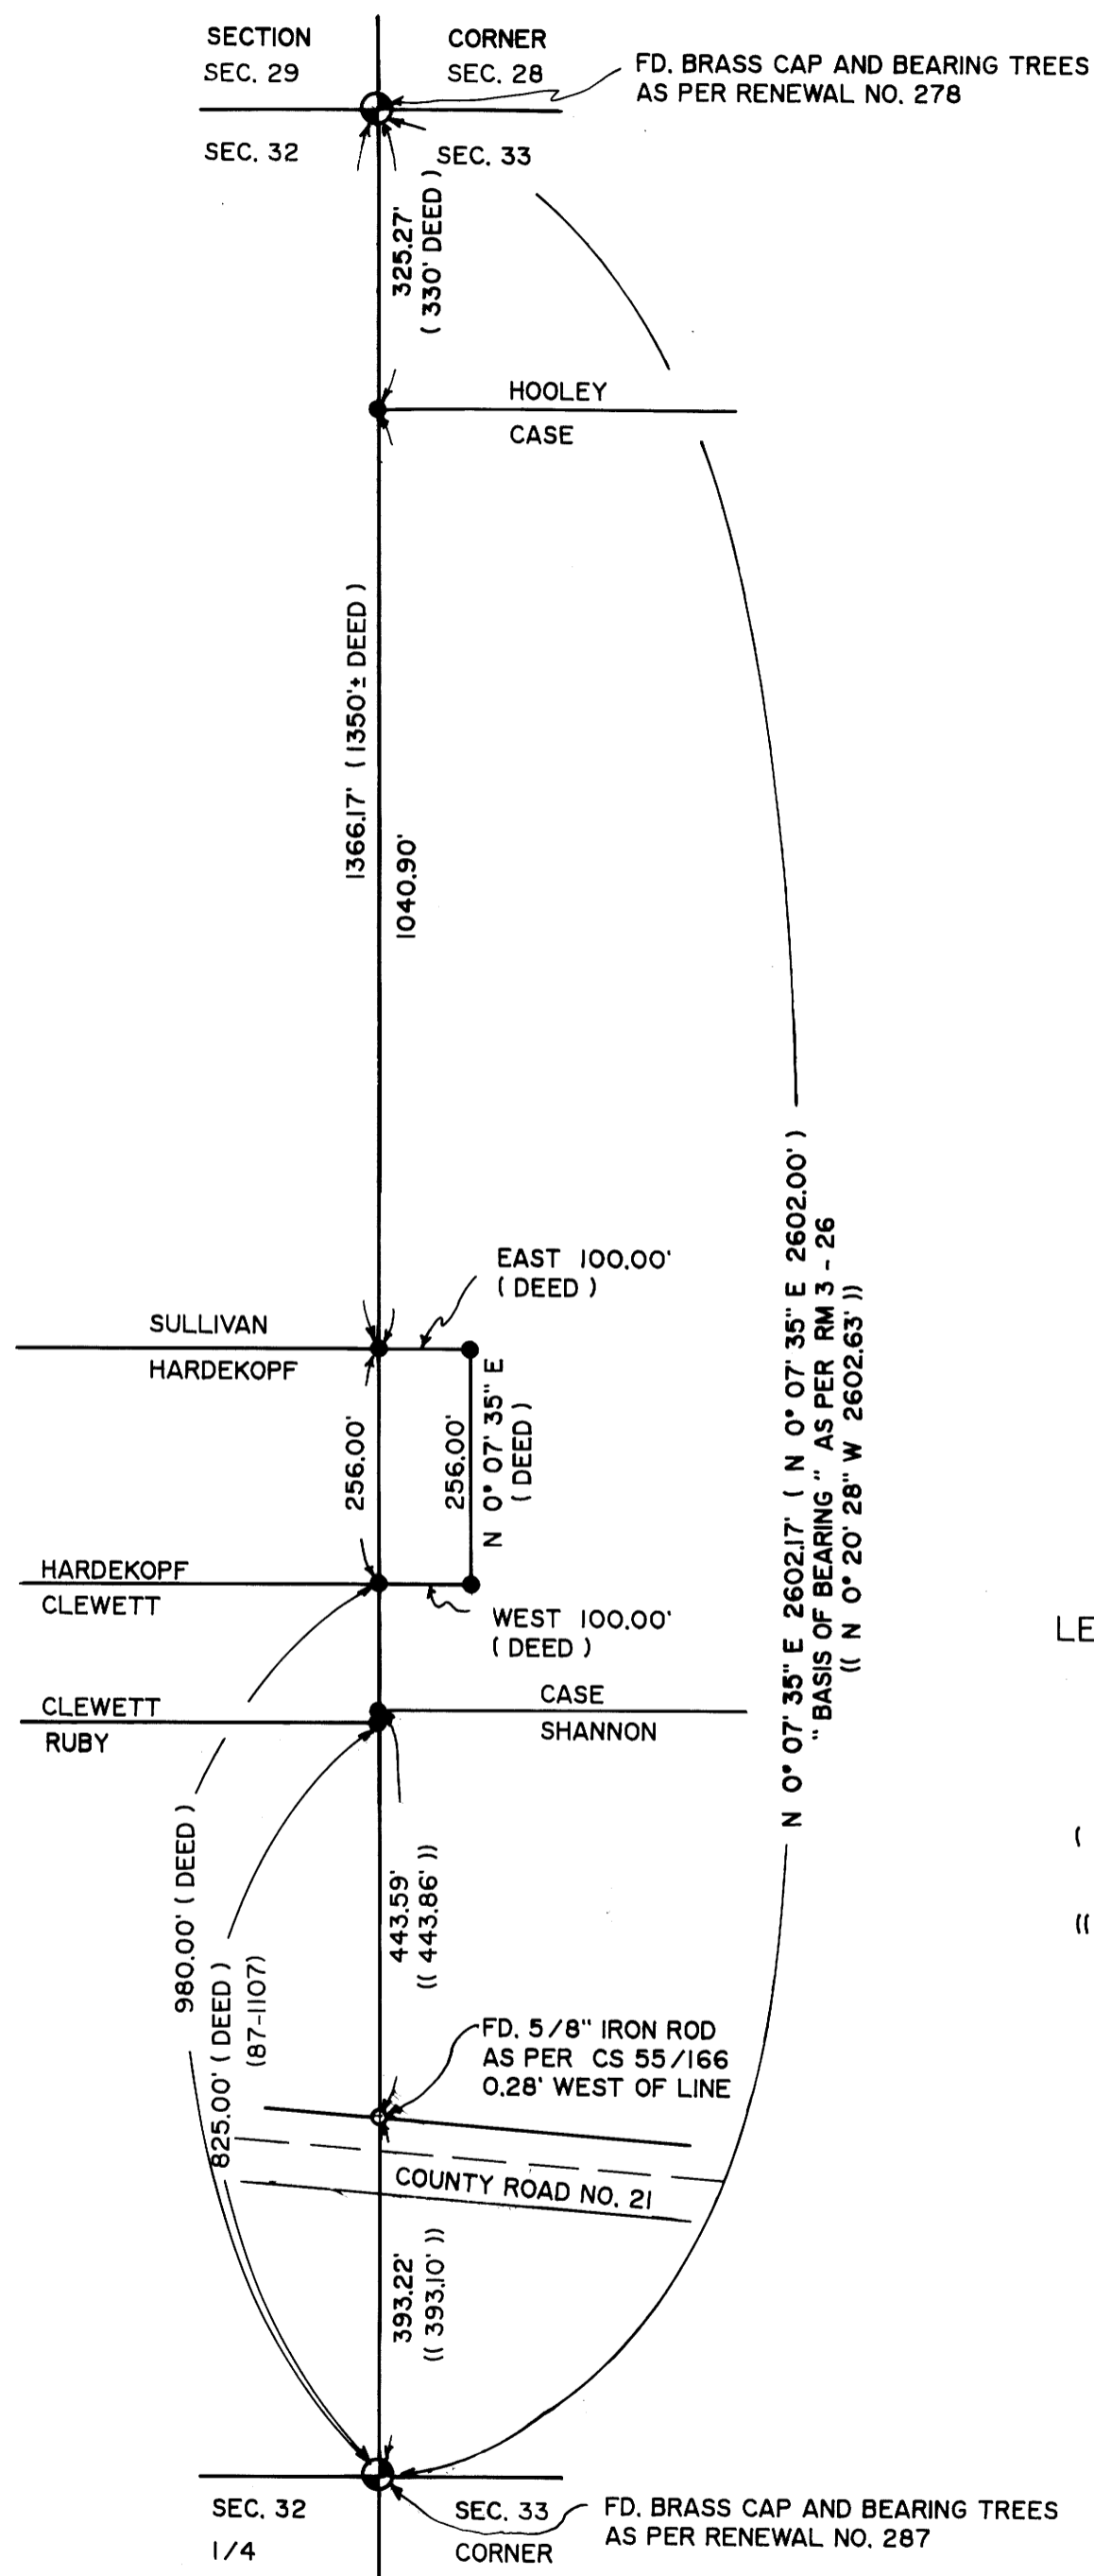 SECTION CORNER
SEC. 29 SEC. 28
FD. BRASS CAP AND BEARING TREES
AS PER RENEWAL NO. 278
SEC. 32 SEC. 33
325.27'
( 330' DEED )
HOOLEY
CASE
1366.17' ( 1350'± DEED )
1040.90'
EAST 100.00'
( DEED )
SULLIVAN
HARDEKOPF
256.00'
256.00'
N 0° 07' 35" E
( DEED )
HARDEKOPF
CLEWETT
WEST 100.00'
( DEED )
N 0° 07' 35" E 2602.17' ( N 0° 07' 35" E 2602.00' )
" BASIS OF BEARING " AS PER RM 3 - 26
(( N 0° 20' 28" W 2602.63' ))
LE
CLEWETT
RUBY
CASE
SHANNON
(
((
980.00' ( DEED )
825.00' ( DEED )
(87-1107)
443.59'
(( 443.86' ))
FD. 5/8" IRON ROD
AS PER CS 55/166
0.28' WEST OF LINE
COUNTY ROAD NO. 21
393.22'
(( 393.10' ))
SEC. 32 SEC. 33
1/4 CORNER
FD. BRASS CAP AND BEARING TREES
AS PER RENEWAL NO. 287